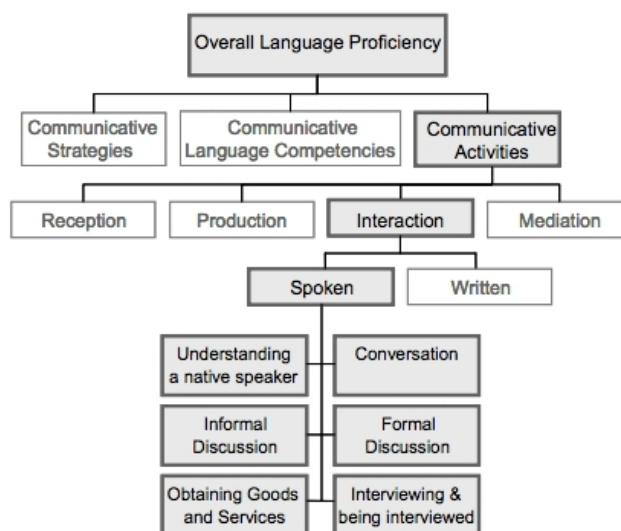 Overall Language Proficiency
Communicative
Strategies
Communicative
Language Competencies
Communicative
Activities
Reception
Production
Interaction
Mediation
Spoken
Written
Understanding
a native speaker
Conversation
Informal
Discussion
Formal
Discussion
Obtaining Goods
and Services
Interviewing &
being interviewed